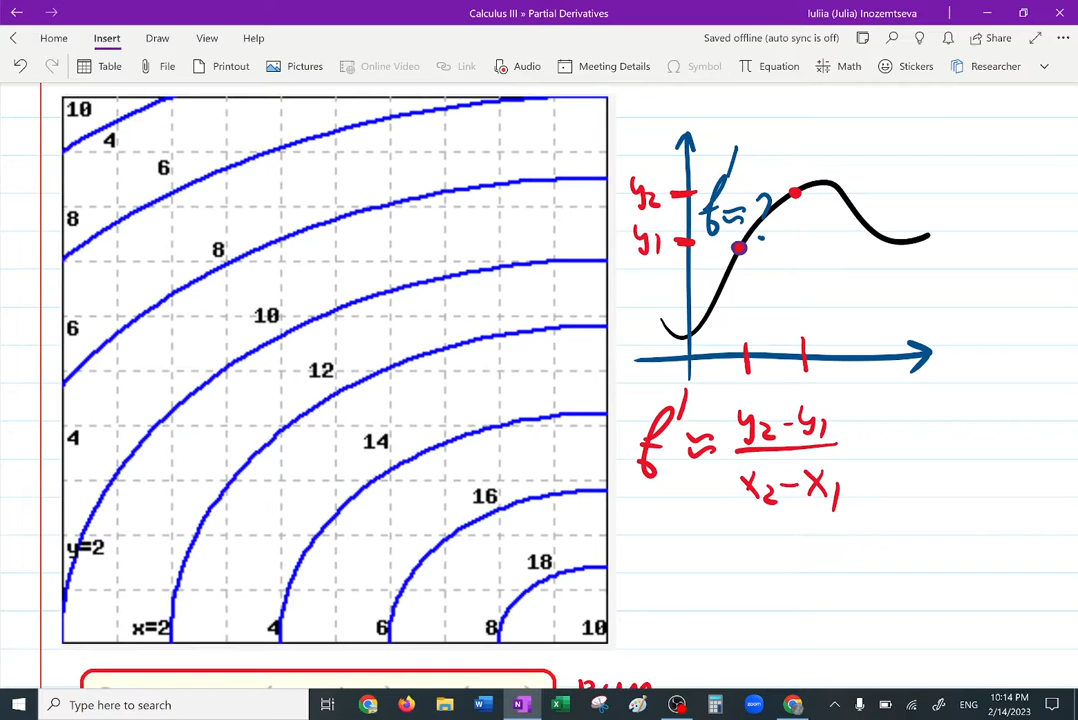 Calculus III » Partial Derivatives
Iuliia (Julia) Inozemtseva
Home Insert Draw View Help
Saved offline (auto sync is off)
Share
Table File Printout Pictures Online Video Link Audio Meeting Details Symbol Equation Math Stickers Researcher
10
4
6
8
8
6
10
12
4
14
16
y=2
18
x=2 4 6 8 10
f' ≈ ?
y2
y1
f' ≈ y2-y1
x2-x1
Type here to search
ENG
10:14 PM
2/14/2023